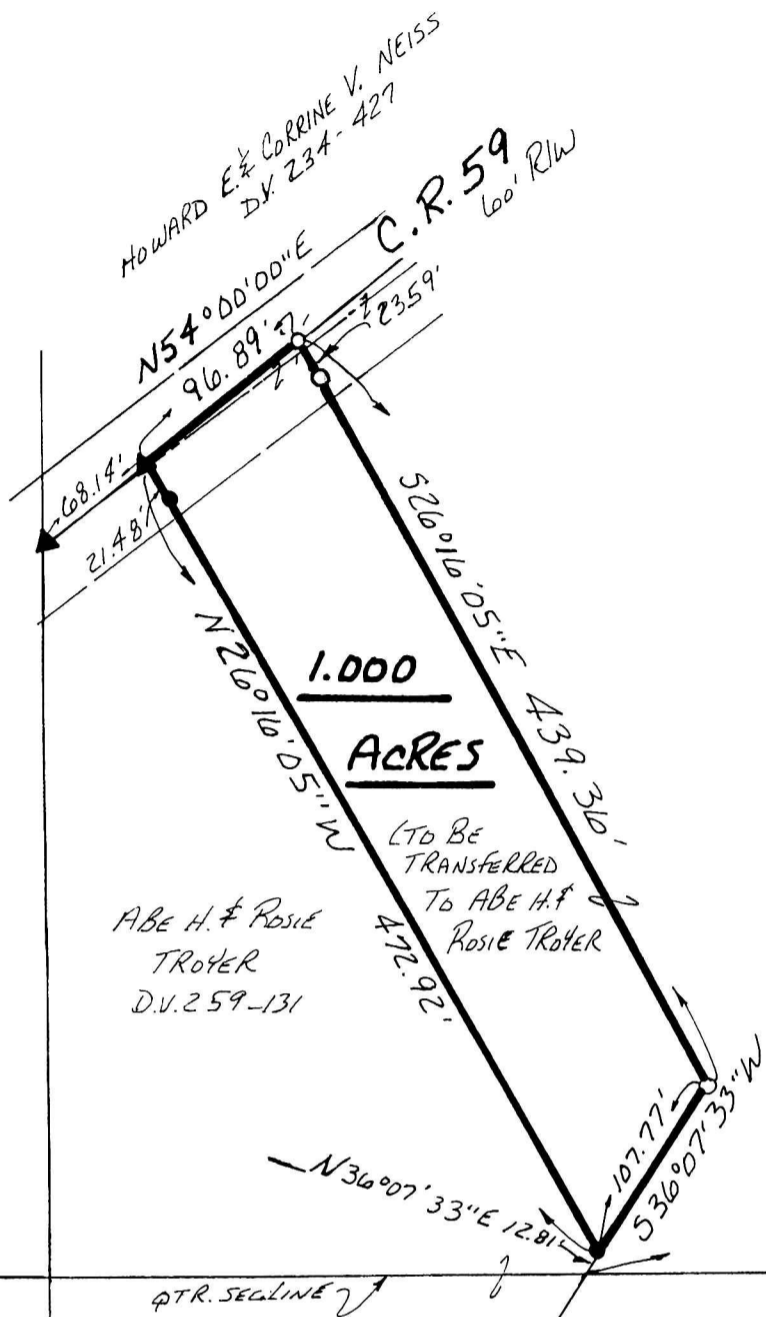 HOWARD E. & CORRINE V. NEISS
D.V. 234-427
C.R. 59
60' R/W
N54°00'00"E
96.89'
23.59'
68.14'
21.48'
S26°16'05"E 439.36'
N26°16'05"W
472.92'
1.000
ACRES
(TO BE
TRANSFERRED
TO ABE H. &
ROSIE TROYER
ABE H. & ROSIE
TROYER
D.V. 259-131
107.77'
S36°07'33"W
N36°07'33"E 12.81'
QTR. SEC. LINE